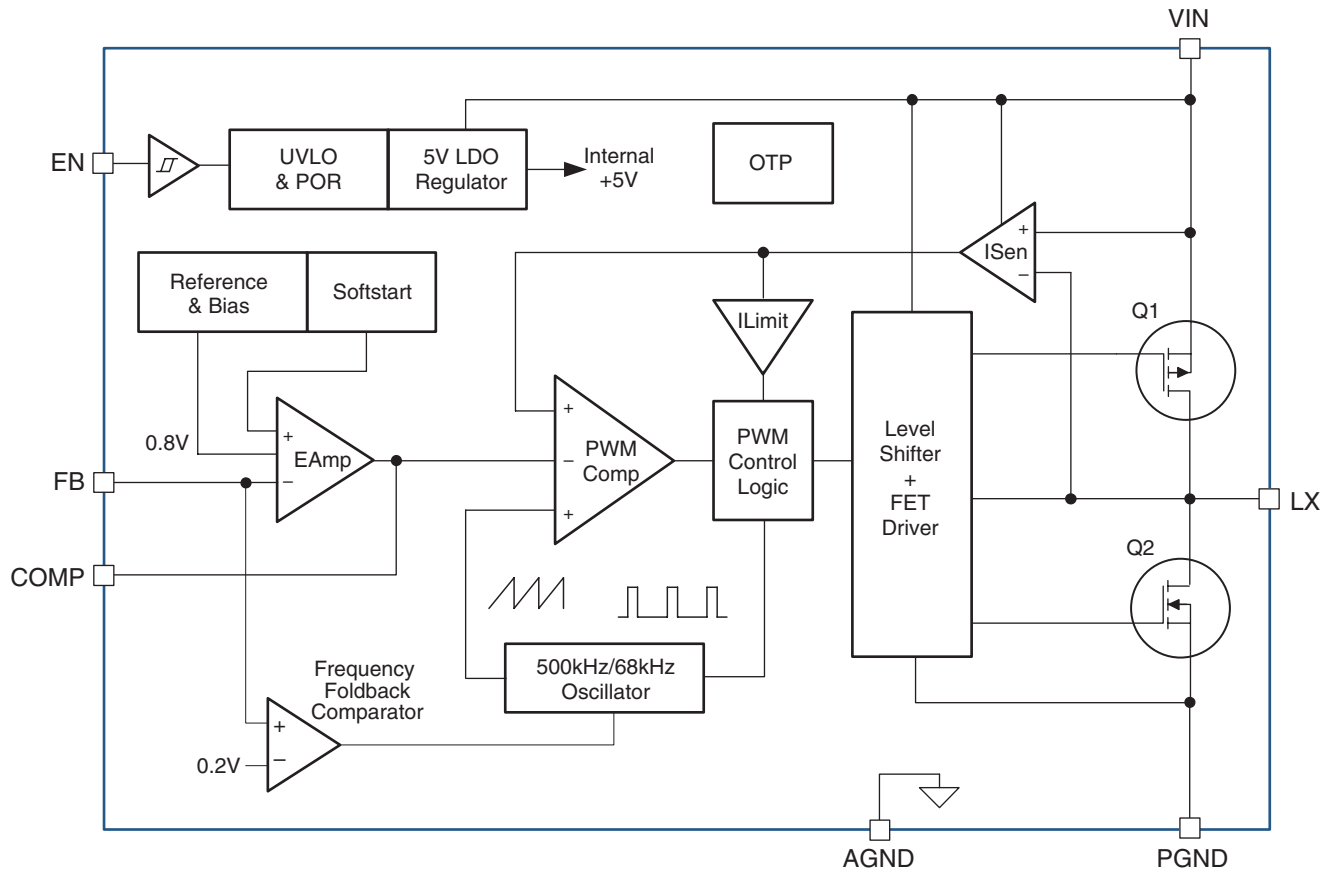 VIN
EN
UVLO
& POR
5V LDO
Regulator
Internal
+5V
OTP
+
ISen
−
Reference
& Bias
Softstart
ILimit
Q1
+
0.8V
EAmp
−
FB
COMP
+
−
PWM
Comp
+
PWM
Control
Logic
Level
Shifter
+
FET
Driver
LX
Q2
500kHz/68kHz
Oscillator
Frequency
Foldback
Comparator
+
0.2V
−
AGND
PGND